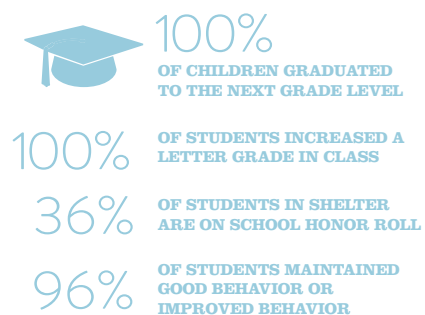 100%
OF CHILDREN GRADUATED
TO THE NEXT GRADE LEVEL
100%
OF STUDENTS INCREASED A
LETTER GRADE IN CLASS
36%
OF STUDENTS IN SHELTER
ARE ON SCHOOL HONOR ROLL
96%
OF STUDENTS MAINTAINED
GOOD BEHAVIOR OR
IMPROVED BEHAVIOR